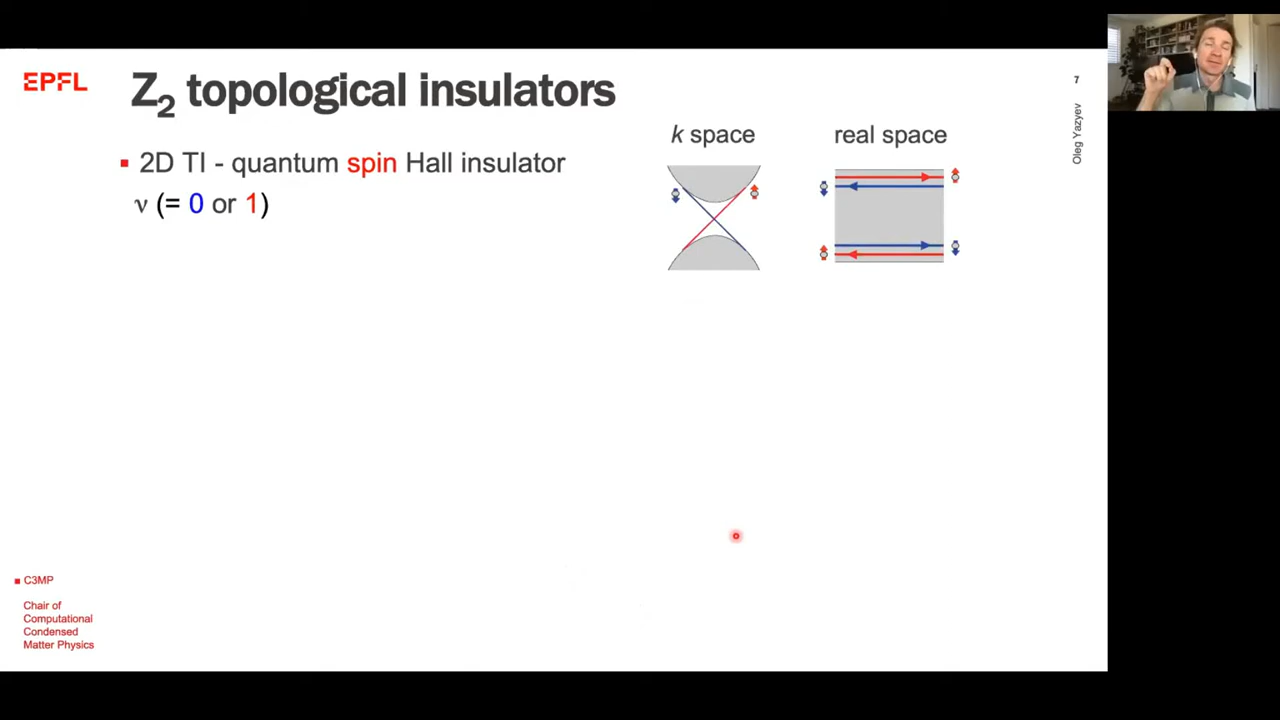 EPFL
Z2 topological insulators
7
Oleg Yazyev
▪ 2D TI - quantum spin Hall insulator
ν (= 0 or 1)
k space
real space
▪ C3MP
Chair of
Computational
Condensed
Matter Physics